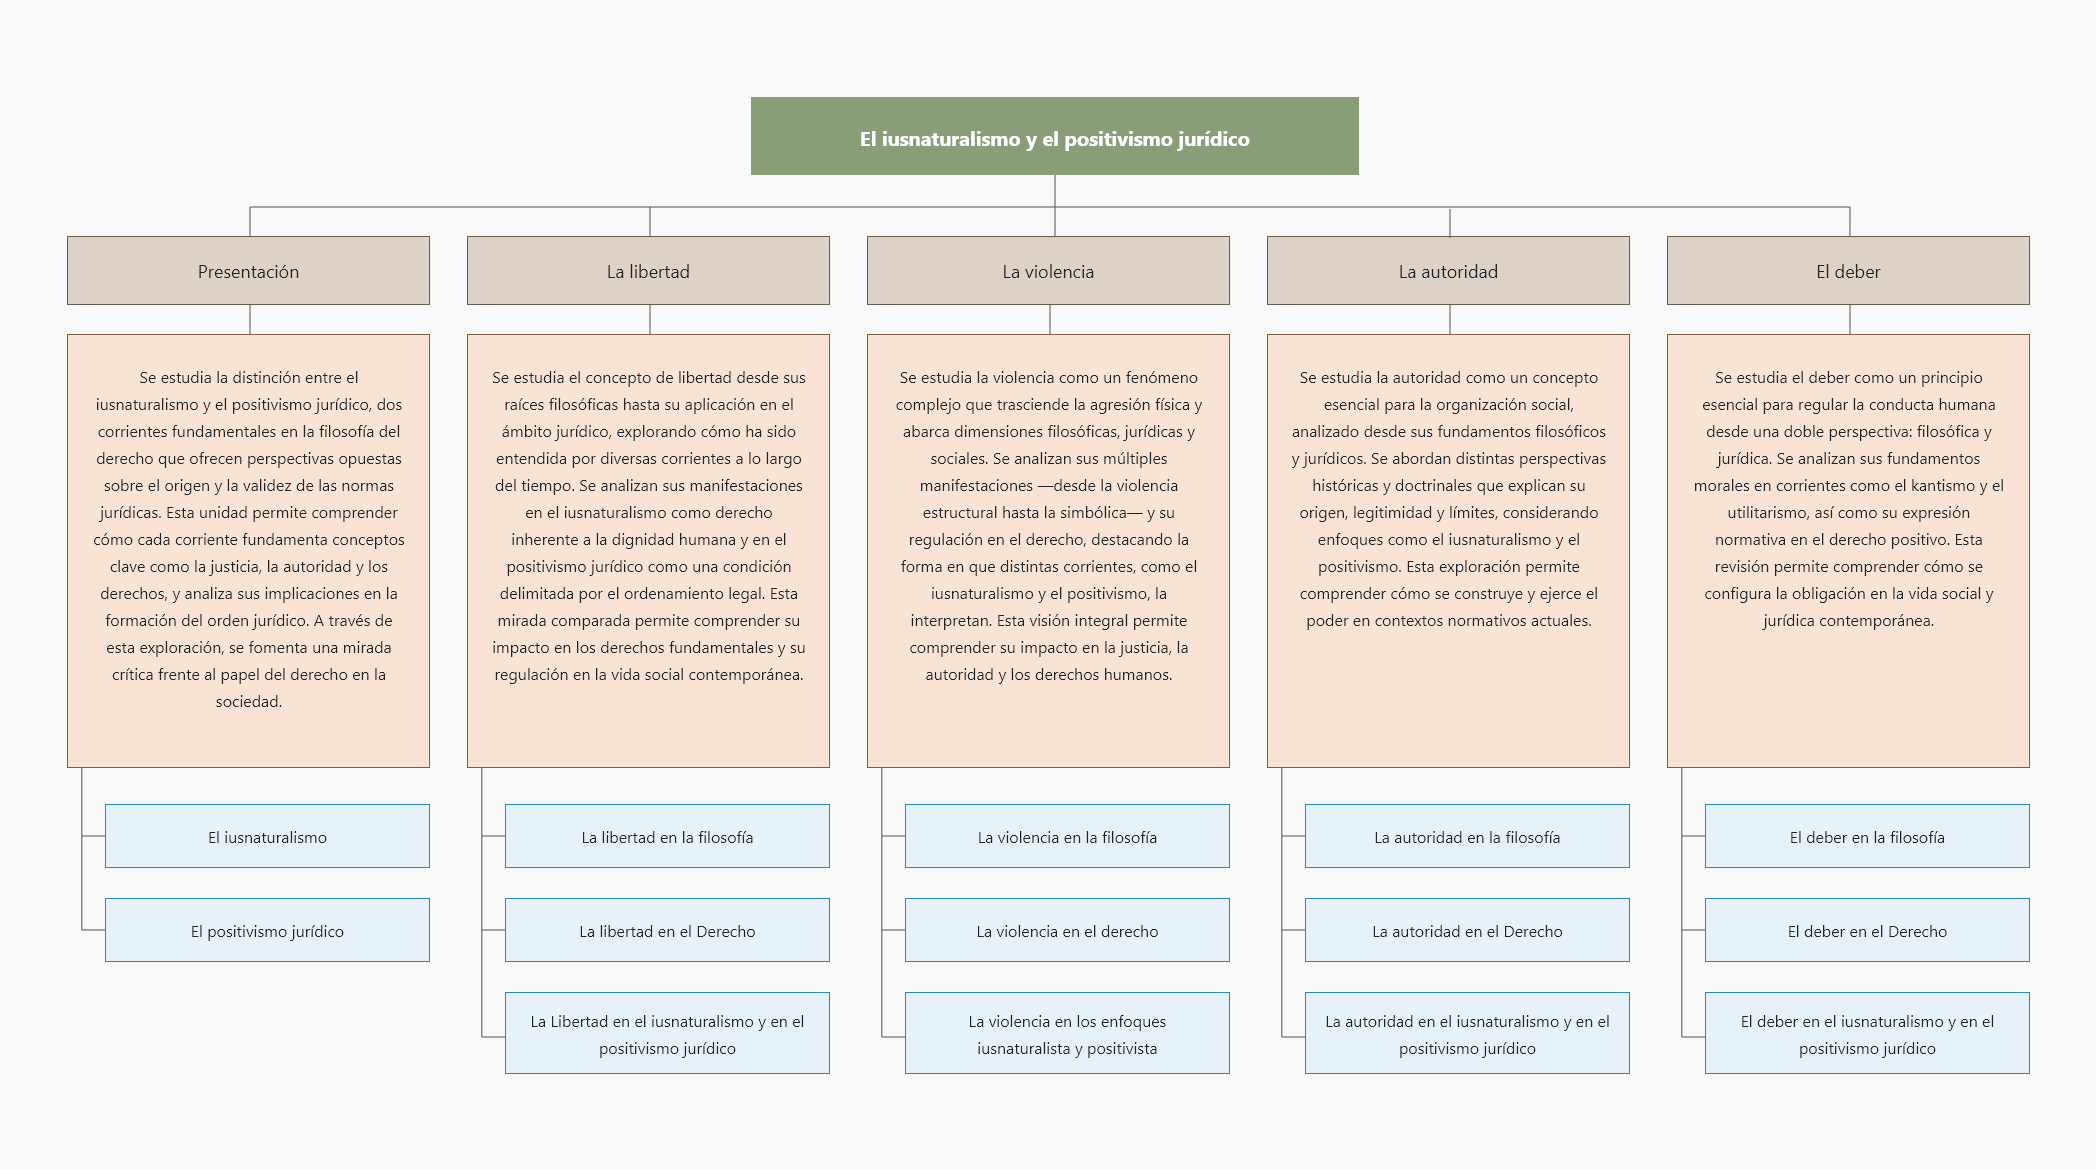 El iusnaturalismo y el positivismo jurídico
Presentación
Se estudia la distinción entre el
iusnaturalismo y el positivismo jurídico, dos
corrientes fundamentales en la filosofía del
derecho que ofrecen perspectivas opuestas
sobre el origen y la validez de las normas
jurídicas. Esta unidad permite comprender
cómo cada corriente fundamenta conceptos
clave como la justicia, la autoridad y los
derechos, y analiza sus implicaciones en la
formación del orden jurídico. A través de
esta exploración, se fomenta una mirada
crítica frente al papel del derecho en la
sociedad.
El iusnaturalismo
El positivismo jurídico
La libertad
Se estudia el concepto de libertad desde sus
raíces filosóficas hasta su aplicación en el
ámbito jurídico, explorando cómo ha sido
entendida por diversas corrientes a lo largo
del tiempo. Se analizan sus manifestaciones
en el iusnaturalismo como derecho
inherente a la dignidad humana y en el
positivismo jurídico como una condición
delimitada por el ordenamiento legal. Esta
mirada comparada permite comprender su
impacto en los derechos fundamentales y su
regulación en la vida social contemporánea.
La libertad en la filosofía
La libertad en el Derecho
La Libertad en el iusnaturalismo y en el
positivismo jurídico
La violencia
Se estudia la violencia como un fenómeno
complejo que trasciende la agresión física y
abarca dimensiones filosóficas, jurídicas y
sociales. Se analizan sus múltiples
manifestaciones —desde la violencia
estructural hasta la simbólica— y su
regulación en el derecho, destacando la
forma en que distintas corrientes, como el
iusnaturalismo y el positivismo, la
interpretan. Esta visión integral permite
comprender su impacto en la justicia, la
autoridad y los derechos humanos.
La violencia en la filosofía
La violencia en el derecho
La violencia en los enfoques
iusnaturalista y positivista
La autoridad
Se estudia la autoridad como un concepto
esencial para la organización social,
analizado desde sus fundamentos filosóficos
y jurídicos. Se abordan distintas perspectivas
históricas y doctrinales que explican su
origen, legitimidad y límites, considerando
enfoques como el iusnaturalismo y el
positivismo. Esta exploración permite
comprender cómo se construye y ejerce el
poder en contextos normativos actuales.
La autoridad en la filosofía
La autoridad en el Derecho
La autoridad en el iusnaturalismo y en el
positivismo jurídico
El deber
Se estudia el deber como un principio
esencial para regular la conducta humana
desde una doble perspectiva: filosófica y
jurídica. Se analizan sus fundamentos
morales en corrientes como el kantismo y el
utilitarismo, así como su expresión
normativa en el derecho positivo. Esta
revisión permite comprender cómo se
configura la obligación en la vida social y
jurídica contemporánea.
El deber en la filosofía
El deber en el Derecho
El deber en el iusnaturalismo y en el
positivismo jurídico